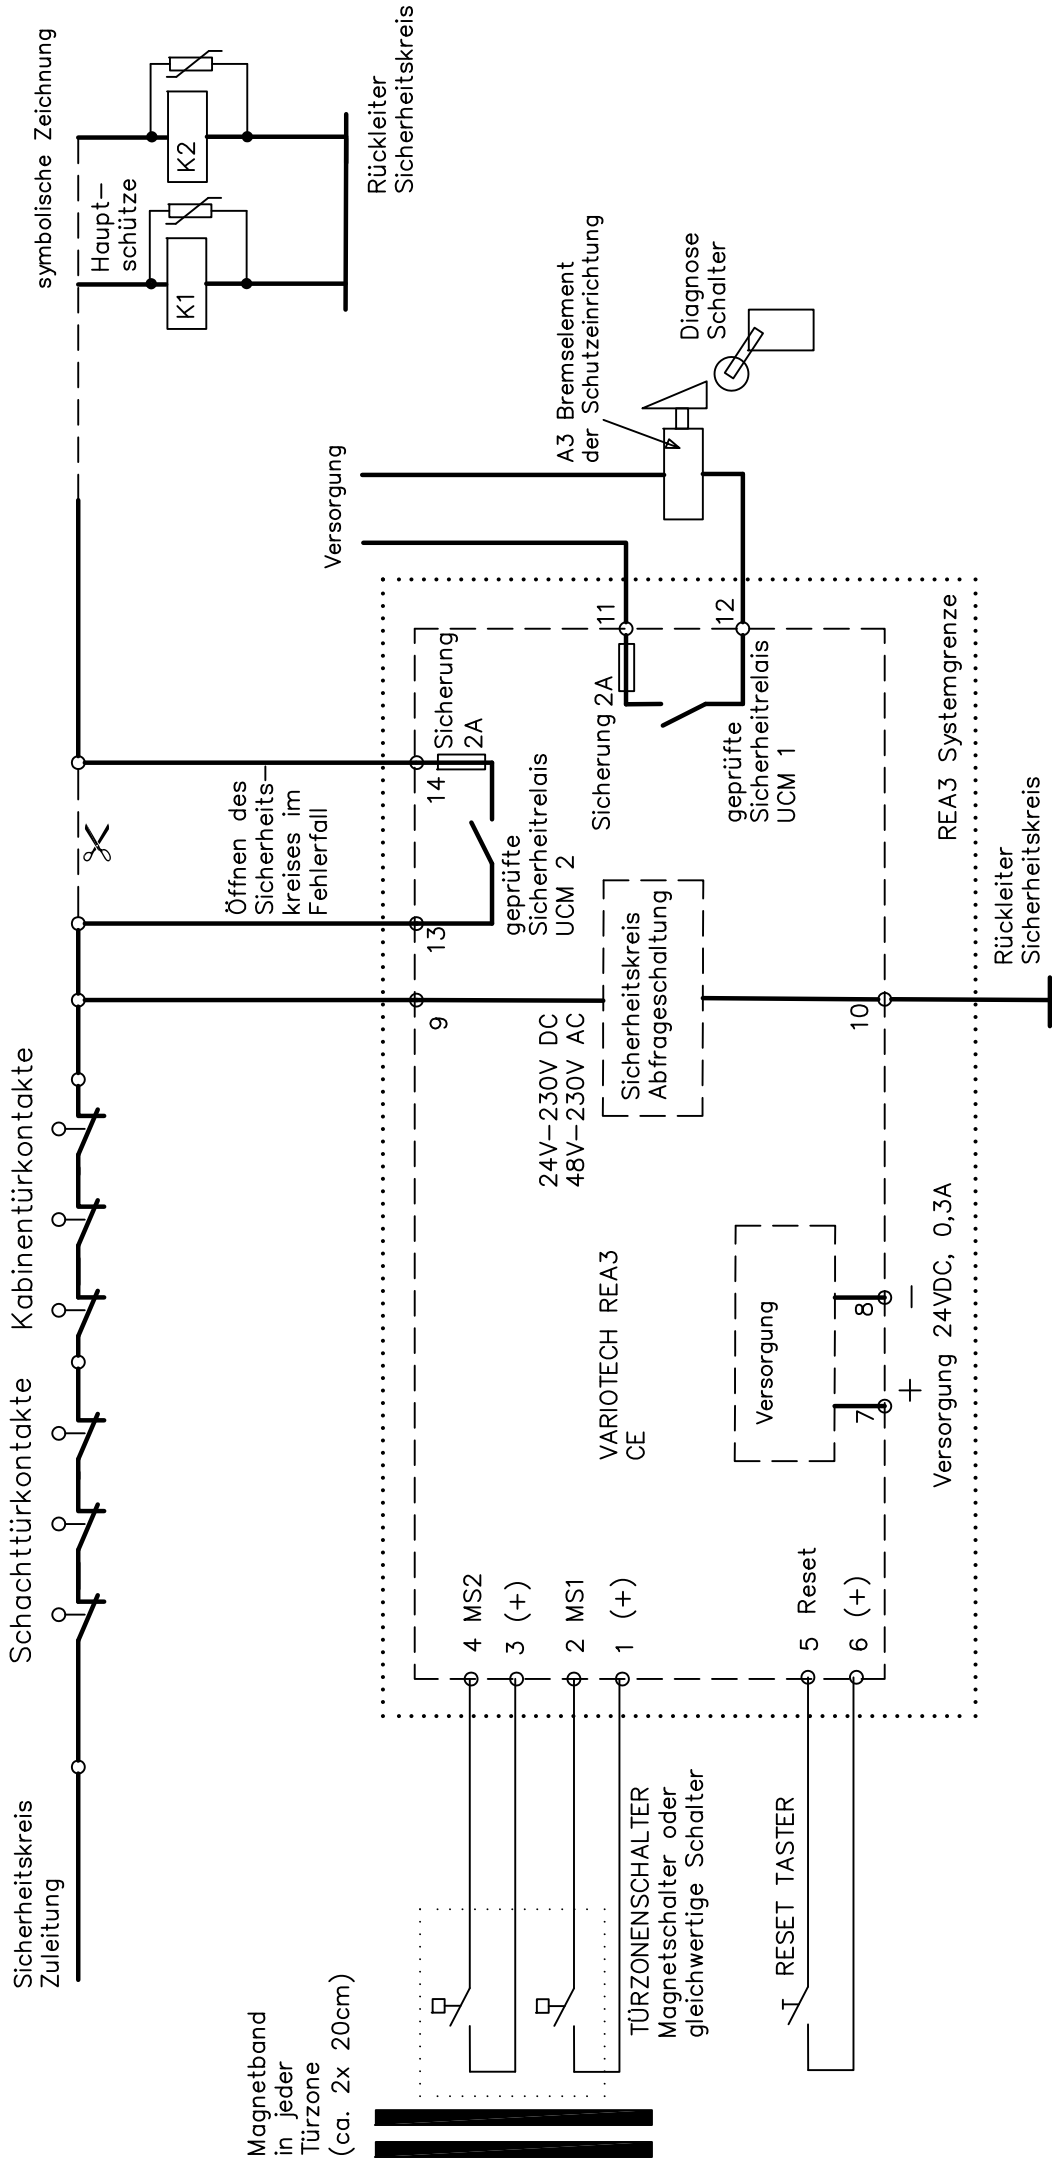 Sicherheitskreis
Zuleitung
Schachttürkontakte
Kabinentürkontakte
symbolische Zeichnung
Haupt-
schütze
K1
K2
Rückleiter
Sicherheitskreis
Öffnen des
Sicherheits-
kreises im
Fehlerfall
Versorgung
A3 Bremselement
der Schutzeinrichtung
Diagnose
Schalter
Magnetband
in jeder
Türzone
(ca. 2x 20cm)
4 MS2
3 (+)
2 MS1
1 (+)
TÜRZONENSCHALTER
Magnetschalter oder
gleichwertige Schalter
RESET TASTER
5 Reset
6 (+)
VARIOTECH REA3
CE
Versorgung
7
8
+
–
Versorgung 24VDC, 0,3A
9
24V–230V DC
48V–230V AC
Sicherheitskreis
Abfrageschaltung
10
Rückleiter
Sicherheitskreis
13
14
Sicherung
2A
geprüfte
Sicherheitrelais
UCM 2
11
Sicherung 2A
12
geprüfte
Sicherheitrelais
UCM 1
REA3 Systemgrenze